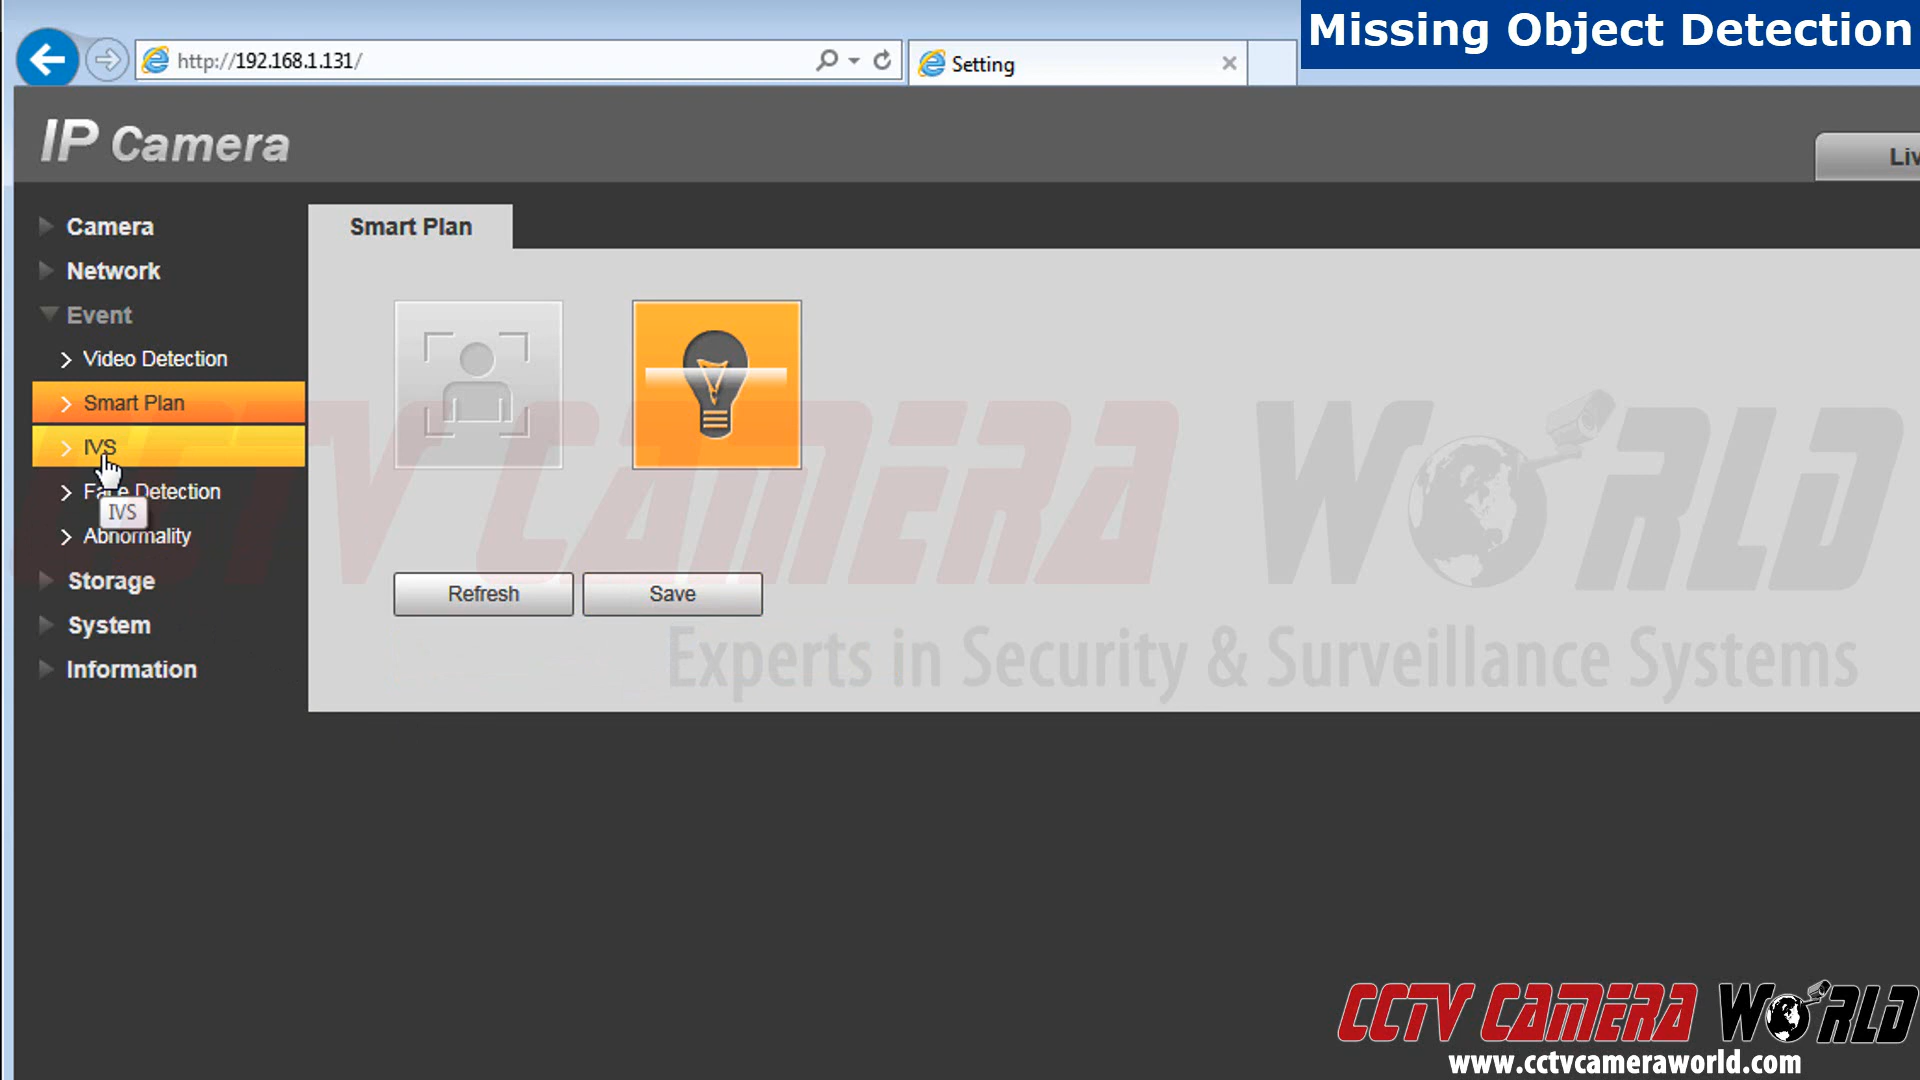 Missing Object Detection
http://192.168.1.131/
Setting
IP Camera
Liv
Camera
Network
Event
Video Detection
Smart Plan
IVS
Face Detection
IVS
Abnormality
Storage
System
Information
Smart Plan
Refresh
Save
CCTV CAMERA WORLD
Experts in Security & Surveillance Systems
CCTV CAMERA WORLD
www.cctvcameraworld.com